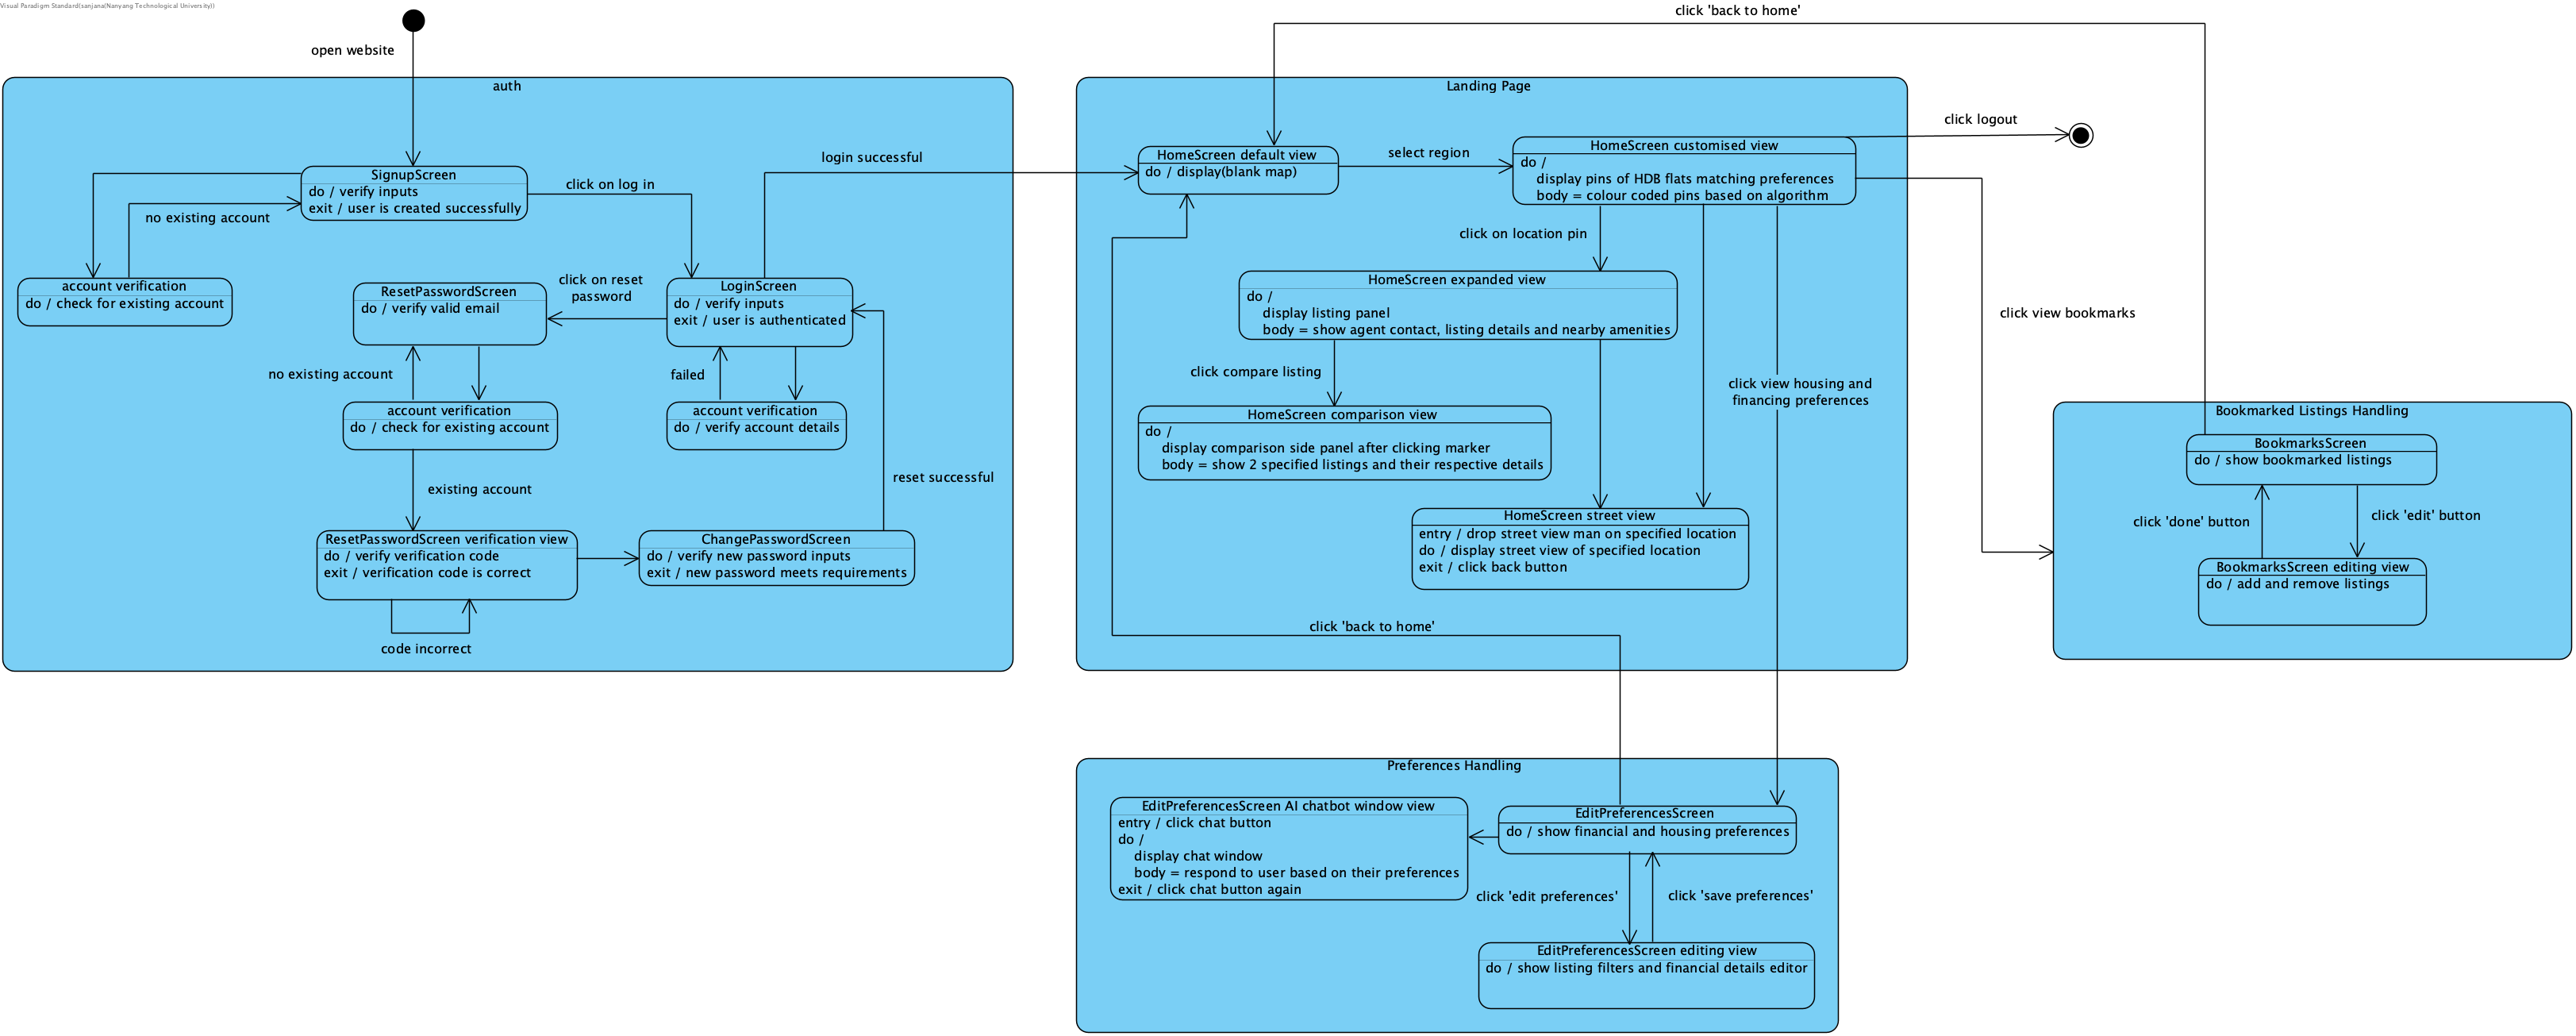 Visual Paradigm Standard(sanjana(Nanyang Technological University))
open website
auth
SignupScreen
do / verify inputs
exit / user is created successfully
click on log in
no existing account
account verification
do / check for existing account
ResetPasswordScreen
do / verify valid email
click on reset
password
LoginScreen
do / verify inputs
exit / user is authenticated
no existing account
failed
account verification
do / check for existing account
account verification
do / verify account details
existing account
reset successful
ResetPasswordScreen verification view
do / verify verification code
exit / verification code is correct
ChangePasswordScreen
do / verify new password inputs
exit / new password meets requirements
code incorrect
login successful
click 'back to home'
Landing Page
HomeScreen default view
do / display(blank map)
select region
HomeScreen customised view
do /
display pins of HDB flats matching preferences
body = colour coded pins based on algorithm
click logout
click on location pin
HomeScreen expanded view
do /
display listing panel
body = show agent contact, listing details and nearby amenities
click view bookmarks
click compare listing
click view housing and
financing preferences
HomeScreen comparison view
do /
display comparison side panel after clicking marker
body = show 2 specified listings and their respective details
HomeScreen street view
entry / drop street view man on specified location
do / display street view of specified location
exit / click back button
click 'back to home'
Bookmarked Listings Handling
BookmarksScreen
do / show bookmarked listings
click 'done' button
click 'edit' button
BookmarksScreen editing view
do / add and remove listings
Preferences Handling
EditPreferencesScreen AI chatbot window view
entry / click chat button
do /
display chat window
body = respond to user based on their preferences
exit / click chat button again
EditPreferencesScreen
do / show financial and housing preferences
click 'edit preferences'
click 'save preferences'
EditPreferencesScreen editing view
do / show listing filters and financial details editor